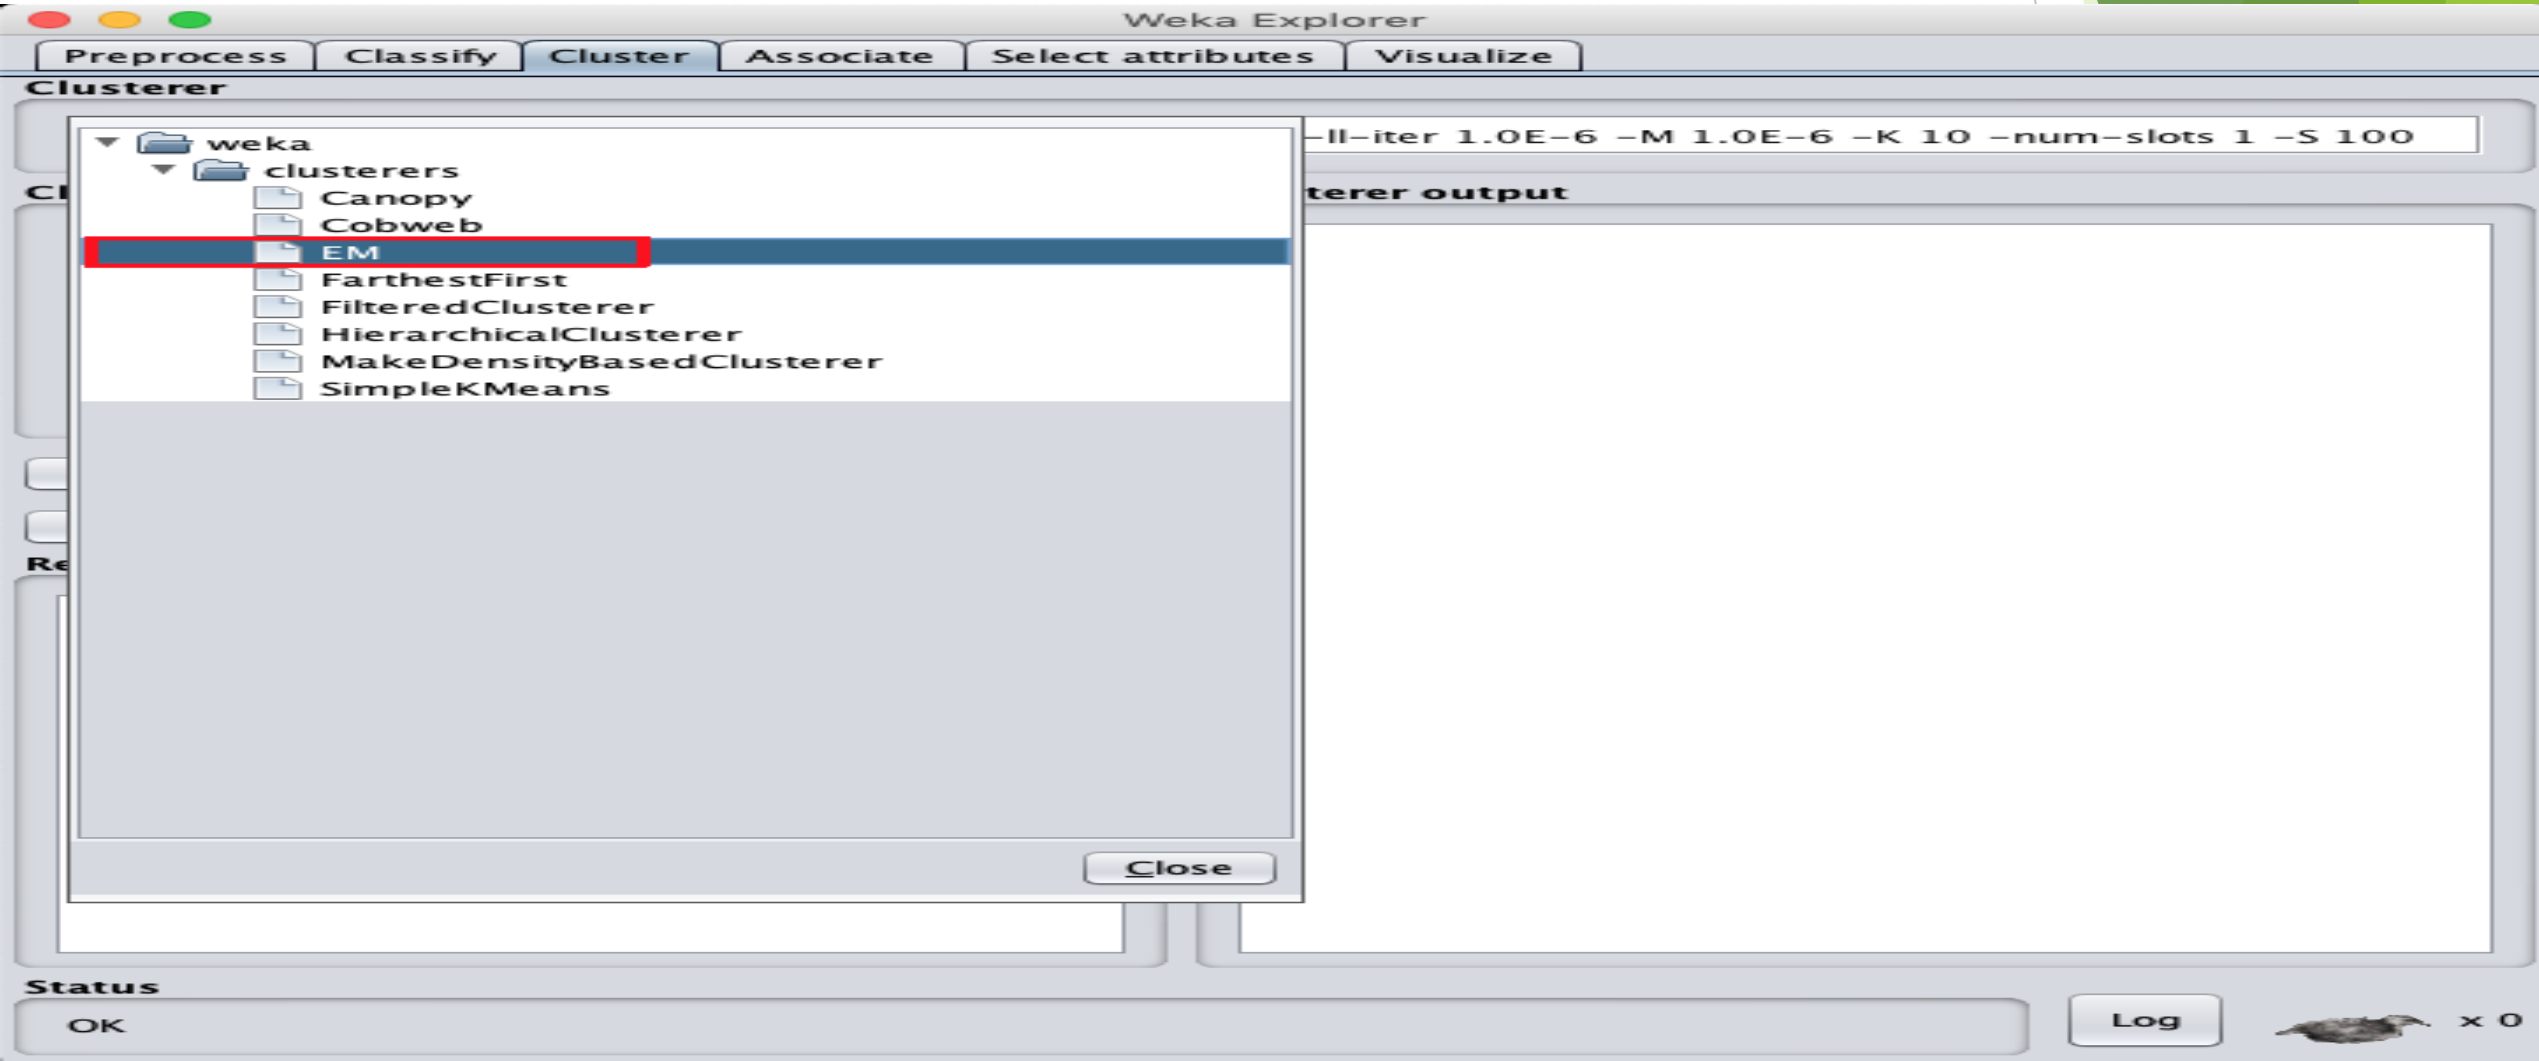 Weka Explorer
Preprocess Classify Cluster Associate Select attributes Visualize
Clusterer
-ll-iter 1.0E-6 -M 1.0E-6 -K 10 -num-slots 1 -S 100
weka
clusterers
Canopy
Cobweb
EM
FarthestFirst
FilteredClusterer
HierarchicalClusterer
MakeDensityBasedClusterer
SimpleKMeans
Close
Cl
terer output
Re
Status
OK
Log
x 0